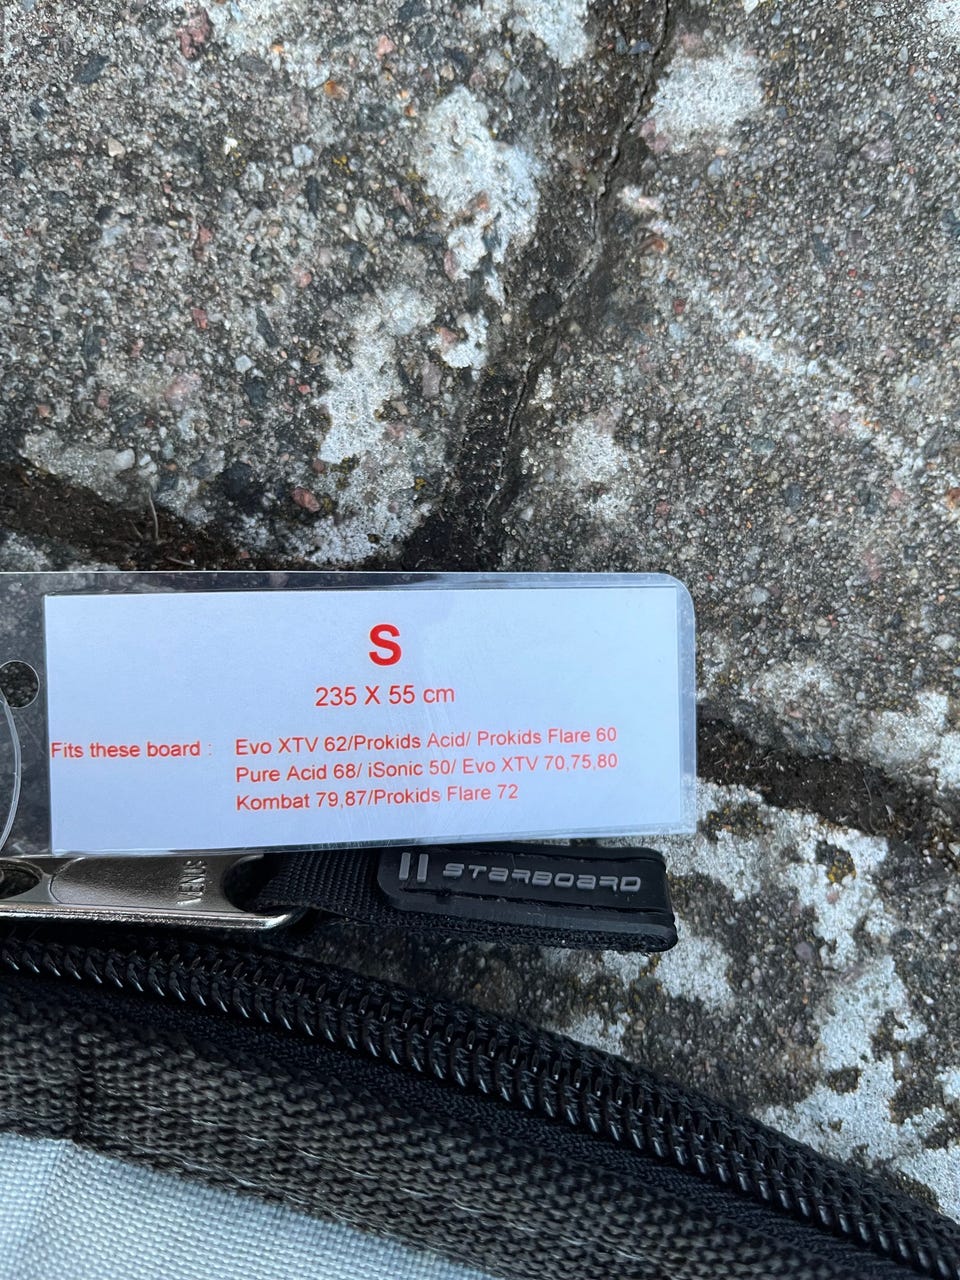 S
235 X 55 cm
Fits these board : Evo XTV 62/Prokids Acid/ Prokids Flare 60
Pure Acid 68/ iSonic 50/ Evo XTV 70,75,80
Kombat 79,87/Prokids Flare 72
STARBOARD